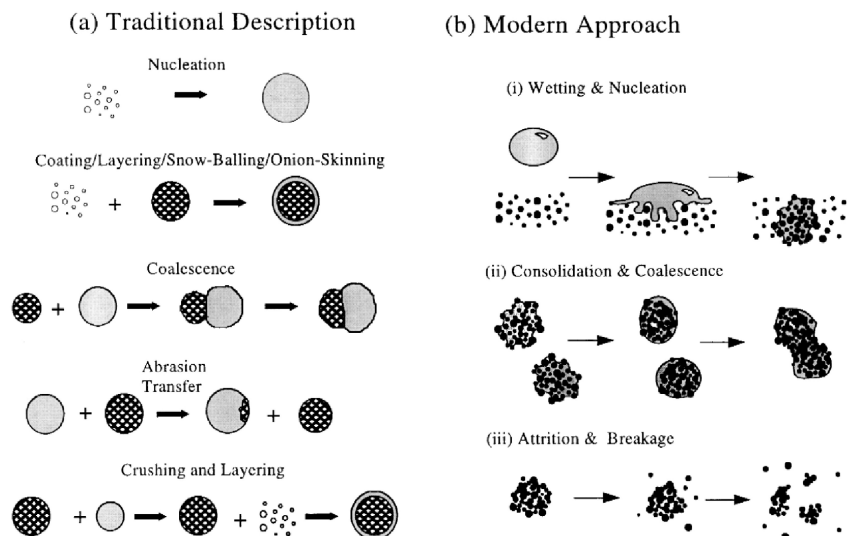 (a) Traditional Description
Nucleation
Coating/Layering/Snow-Balling/Onion-Skinning
+
Coalescence
+
Abrasion
Transfer
+ +
Crushing and Layering
+ +
(b) Modern Approach
(i) Wetting & Nucleation
(ii) Consolidation & Coalescence
(iii) Attrition & Breakage